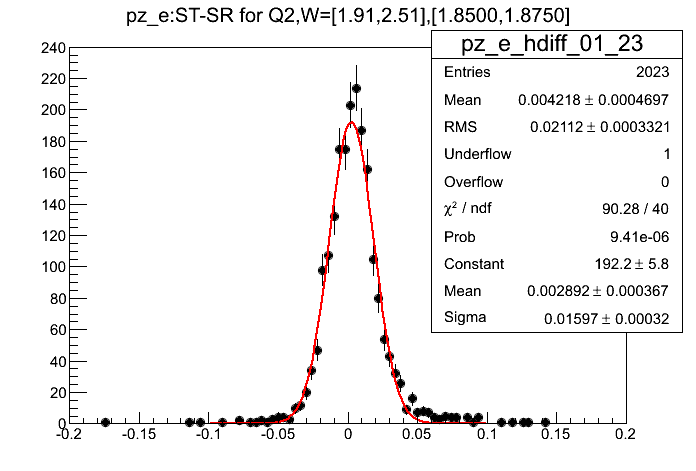 pz_e:ST-SR for Q2,W=[1.91,2.51],[1.8500,1.8750]
pz_e_hdiff_01_23
Entries 2023
Mean 0.004218 ± 0.0004697
RMS 0.02112 ± 0.0003321
Underflow 1
Overflow 0
χ² / ndf 90.28 / 40
Prob 9.41e-06
Constant 192.2 ± 5.8
Mean 0.002892 ± 0.000367
Sigma 0.01597 ± 0.00032
240
220
200
180
160
140
120
100
80
60
40
20
0
-0.2 -0.15 -0.1 -0.05 0 0.05 0.1 0.15 0.2